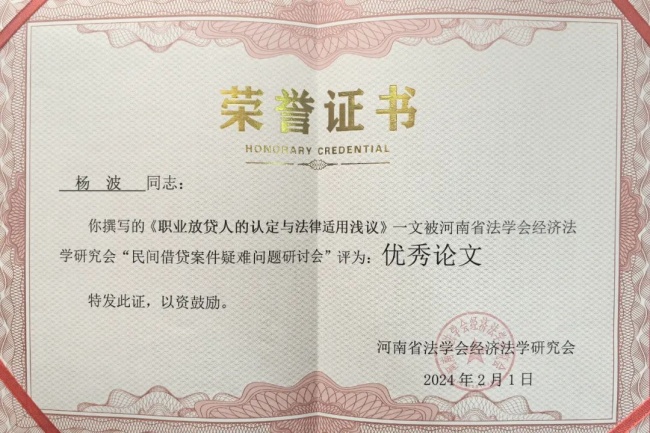 荣誉证书
HONORARY CREDENTIAL
杨 波 同志：
你撰写的《职业放贷人的认定与法律适用浅议》一文被河南省法学会经济法
学研究会“民间借贷案件疑难问题研讨会”评为：优秀论文
特发此证，以资鼓励。
河南省法学会经济法学研究会
2024年2月1日